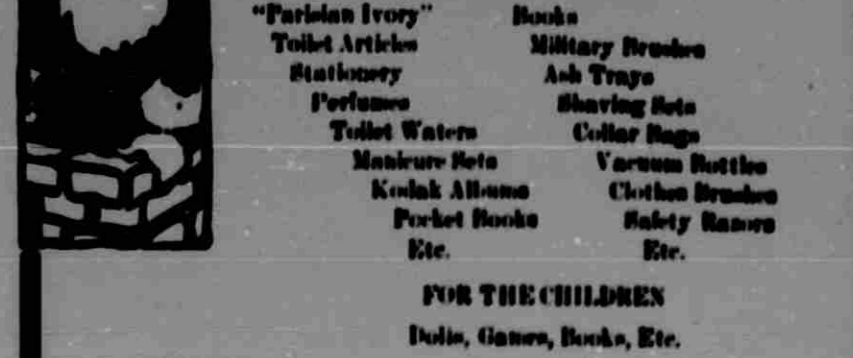 "Parisian Ivory"
Toilet Articles
Stationery
Perfumes
Toilet Waters
Manicure Sets
Kodak Albums
Pocket Books
Etc.
Books
Military Brushes
Ash Trays
Shaving Sets
Collar Bags
Vacuum Bottles
Clothes Brushes
Safety Razors
Etc.
FOR THE CHILDREN
Dolls, Games, Books, Etc.